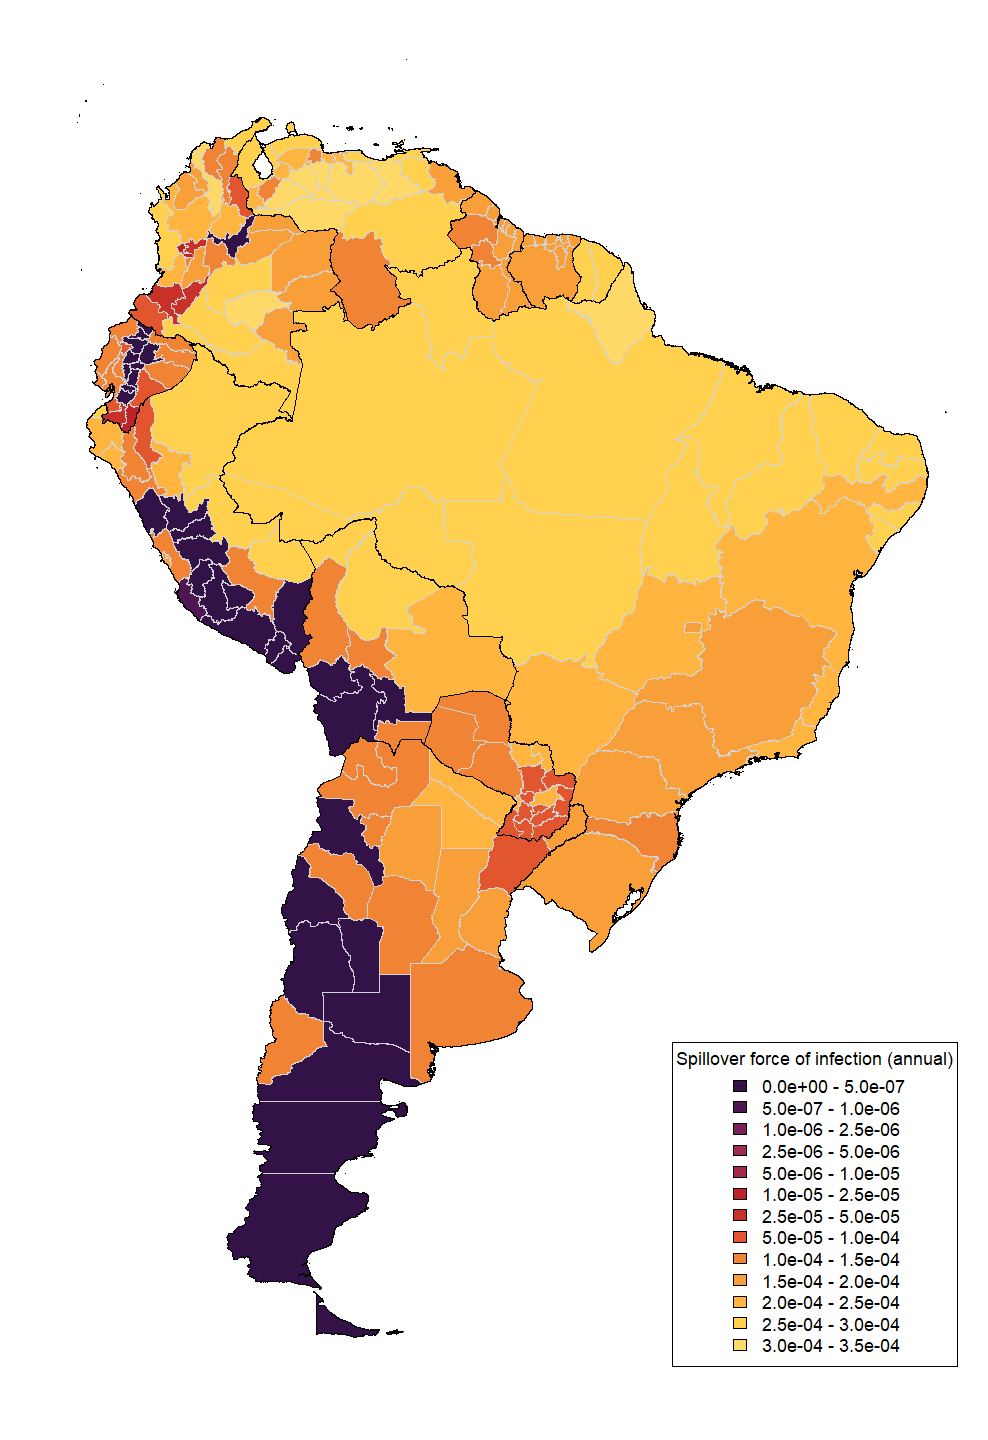 Spillover force of infection (annual)
0.0e+00 - 5.0e-07
5.0e-07 - 1.0e-06
1.0e-06 - 2.5e-06
2.5e-06 - 5.0e-06
5.0e-06 - 1.0e-05
1.0e-05 - 2.5e-05
2.5e-05 - 5.0e-05
5.0e-05 - 1.0e-04
1.0e-04 - 1.5e-04
1.5e-04 - 2.0e-04
2.0e-04 - 2.5e-04
2.5e-04 - 3.0e-04
3.0e-04 - 3.5e-04